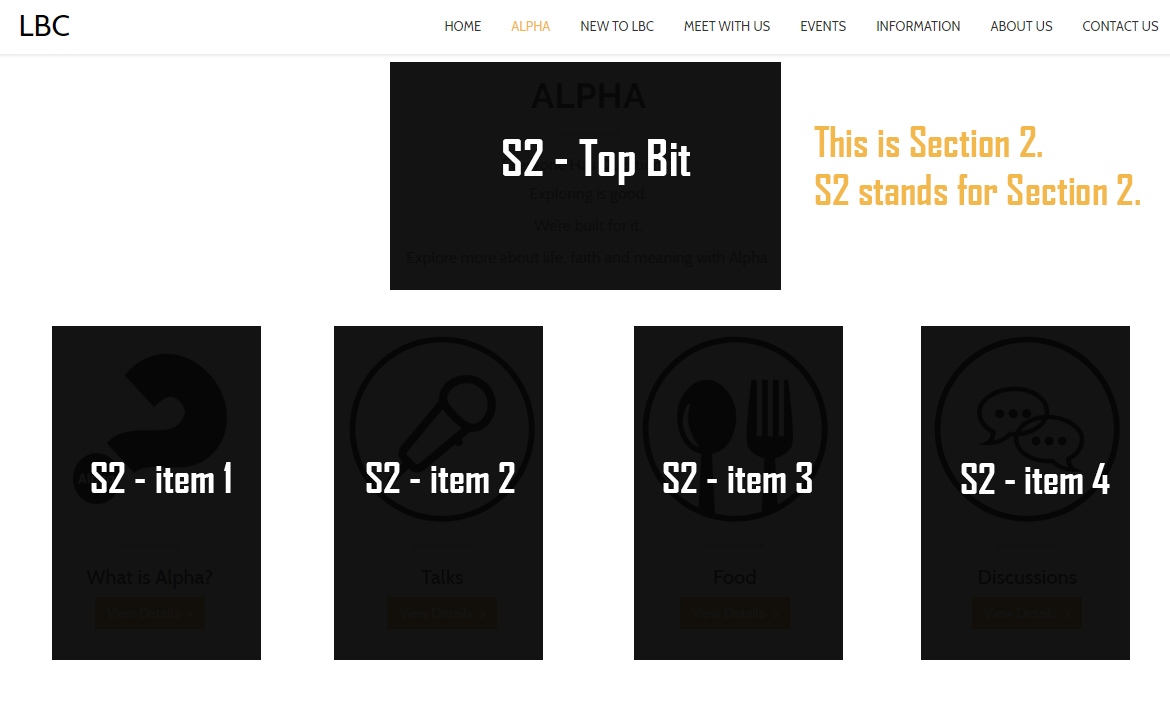 LBC
HOME ALPHA NEW TO LBC MEET WITH US EVENTS INFORMATION ABOUT US CONTACT US
ALPHA
S2 - Top Bit
Exploring is good.
We're built for it
Explore more about life, faith and meaning with Alpha
This is Section 2.
S2 stands for Section 2.
S2 - item 1
S2 - item 2
S2 - item 3
S2 - item 4
What is Alpha?
Talks
Food
Discussions
View Details
View Details
View Details
View Details